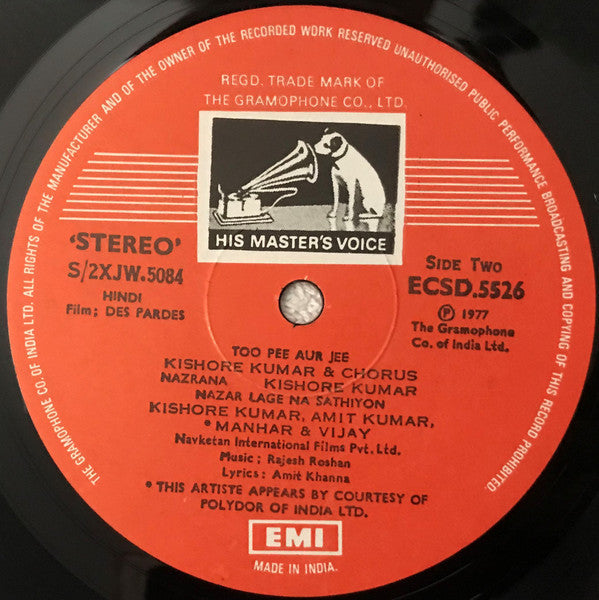 THE GRAMOPHONE CO. OF INDIA LTD. ALL RIGHTS OF THE MANUFACTURER AND OF THE OWNER OF THE RECORDED WORK RESERVED UNAUTHORISED PUBLIC PERFORMANCE BROADCASTING AND COPYING OF THIS RECORD PROHIBITED.
REGD. TRADE MARK OF
THE GRAMOPHONE CO., LTD.
HIS MASTER'S VOICE
'STEREO'
S/2XJW.5084
HINDI
Film; DES PARDES
SIDE TWO
ECSD.5526
Ⓟ 1977
The Gramophone
Co. of India Ltd.
TOO PEE AUR JEE
KISHORE KUMAR & CHORUS
NAZRANA KISHORE KUMAR
NAZAR LAGE NA SATHIYON
KISHORE KUMAR, AMIT KUMAR,
* MANHAR & VIJAY
Navketan International Films Pvt. Ltd.
Music ; Rajesh Roshan
Lyrics ; Amit Khanna
* THIS ARTISTE APPEARS BY COURTESY OF
POLYDOR OF INDIA LTD.
EMI
MADE IN INDIA.